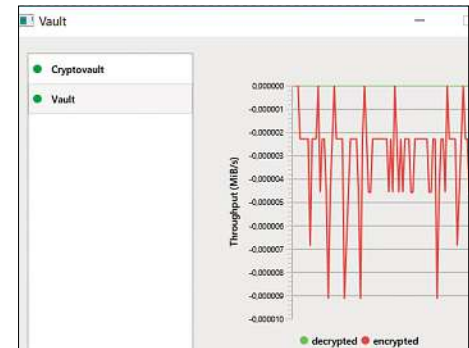 Vault
Cryptovault
Vault
Throughput (MiB/s)
0,000000
-0,000001
-0,000002
-0,000003
-0,000004
-0,000005
-0,000006
-0,000007
-0,000008
-0,000009
-0,000010
decrypted encrypted